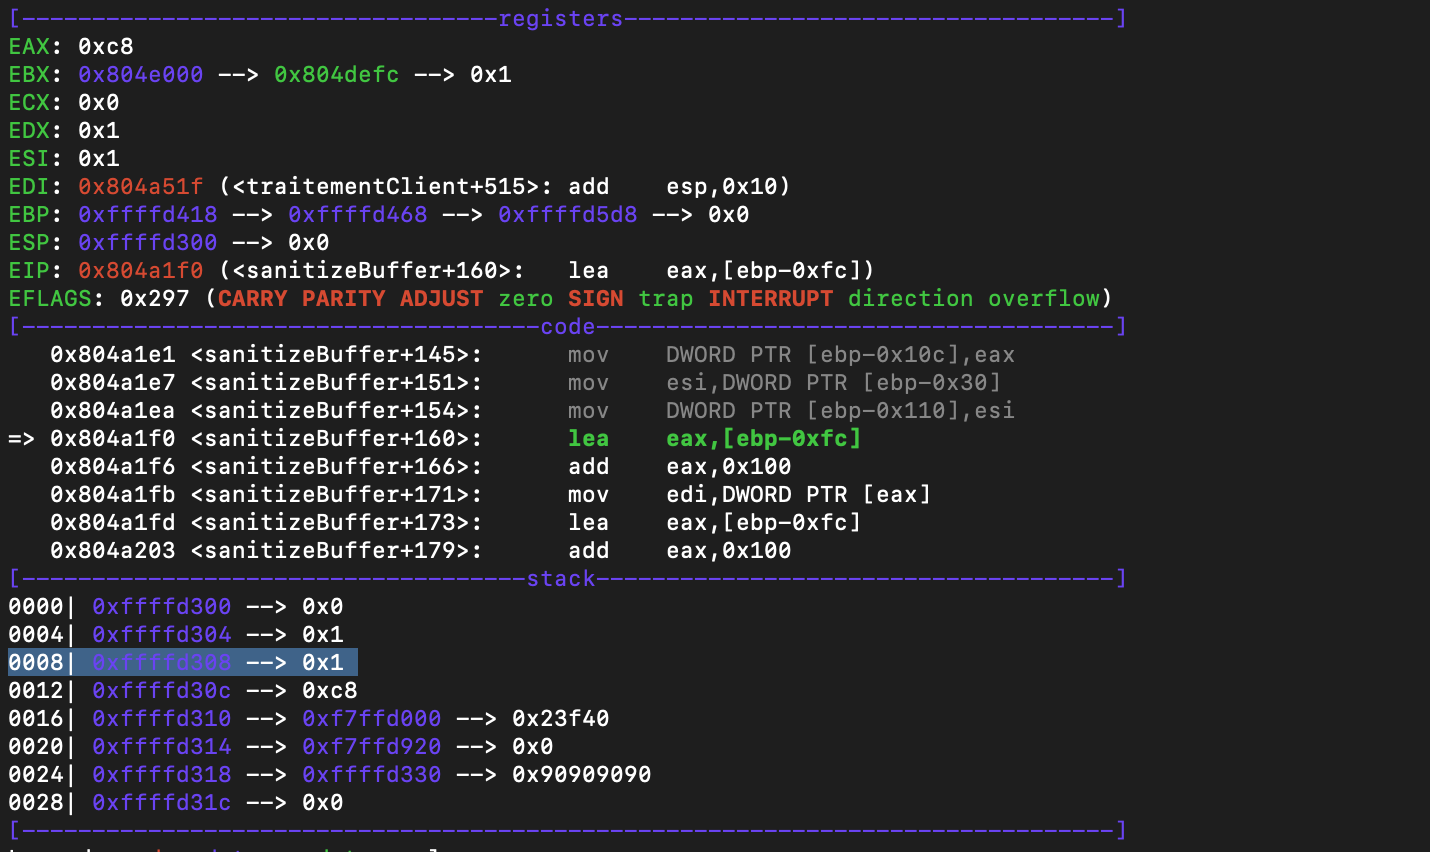 [----------------------------------registers-----------------------------------]
EAX: 0xc8
EBX: 0x804e000 --> 0x804defc --> 0x1
ECX: 0x0
EDX: 0x1
ESI: 0x1
EDI: 0x804a51f (<traitementClient+515>: add    esp,0x10)
EBP: 0xffffd418 --> 0xffffd468 --> 0xffffd5d8 --> 0x0
ESP: 0xffffd300 --> 0x0
EIP: 0x804a1f0 (<sanitizeBuffer+160>:   lea    eax,[ebp-0xfc])
EFLAGS: 0x297 (CARRY PARITY ADJUST zero SIGN trap INTERRUPT direction overflow)
[-------------------------------------code-------------------------------------]
   0x804a1e1 <sanitizeBuffer+145>:      mov    DWORD PTR [ebp-0x10c],eax
   0x804a1e7 <sanitizeBuffer+151>:      mov    esi,DWORD PTR [ebp-0x30]
   0x804a1ea <sanitizeBuffer+154>:      mov    DWORD PTR [ebp-0x110],esi
=> 0x804a1f0 <sanitizeBuffer+160>:      lea    eax,[ebp-0xfc]
   0x804a1f6 <sanitizeBuffer+166>:      add    eax,0x100
   0x804a1fb <sanitizeBuffer+171>:      mov    edi,DWORD PTR [eax]
   0x804a1fd <sanitizeBuffer+173>:      lea    eax,[ebp-0xfc]
   0x804a203 <sanitizeBuffer+179>:      add    eax,0x100
[------------------------------------stack-------------------------------------]
0000| 0xffffd300 --> 0x0
0004| 0xffffd304 --> 0x1
0008| 0xffffd308 --> 0x1
0012| 0xffffd30c --> 0xc8
0016| 0xffffd310 --> 0xf7ffd000 --> 0x23f40
0020| 0xffffd314 --> 0xf7ffd920 --> 0x0
0024| 0xffffd318 --> 0xffffd330 --> 0x90909090
0028| 0xffffd31c --> 0x0
[------------------------------------------------------------------------------]